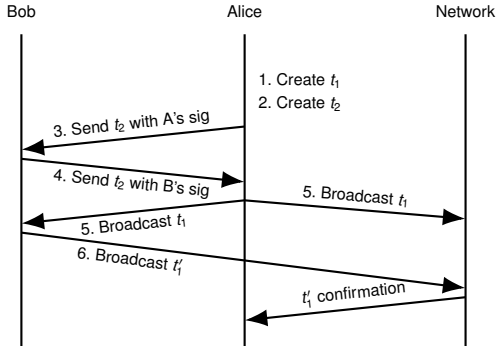 Bob Alice Network
1. Create t₁
2. Create t₂
3. Send t₂ with A's sig
4. Send t₂ with B's sig
5. Broadcast t₁
5. Broadcast t₁
6. Broadcast t₁′
t₁′ confirmation